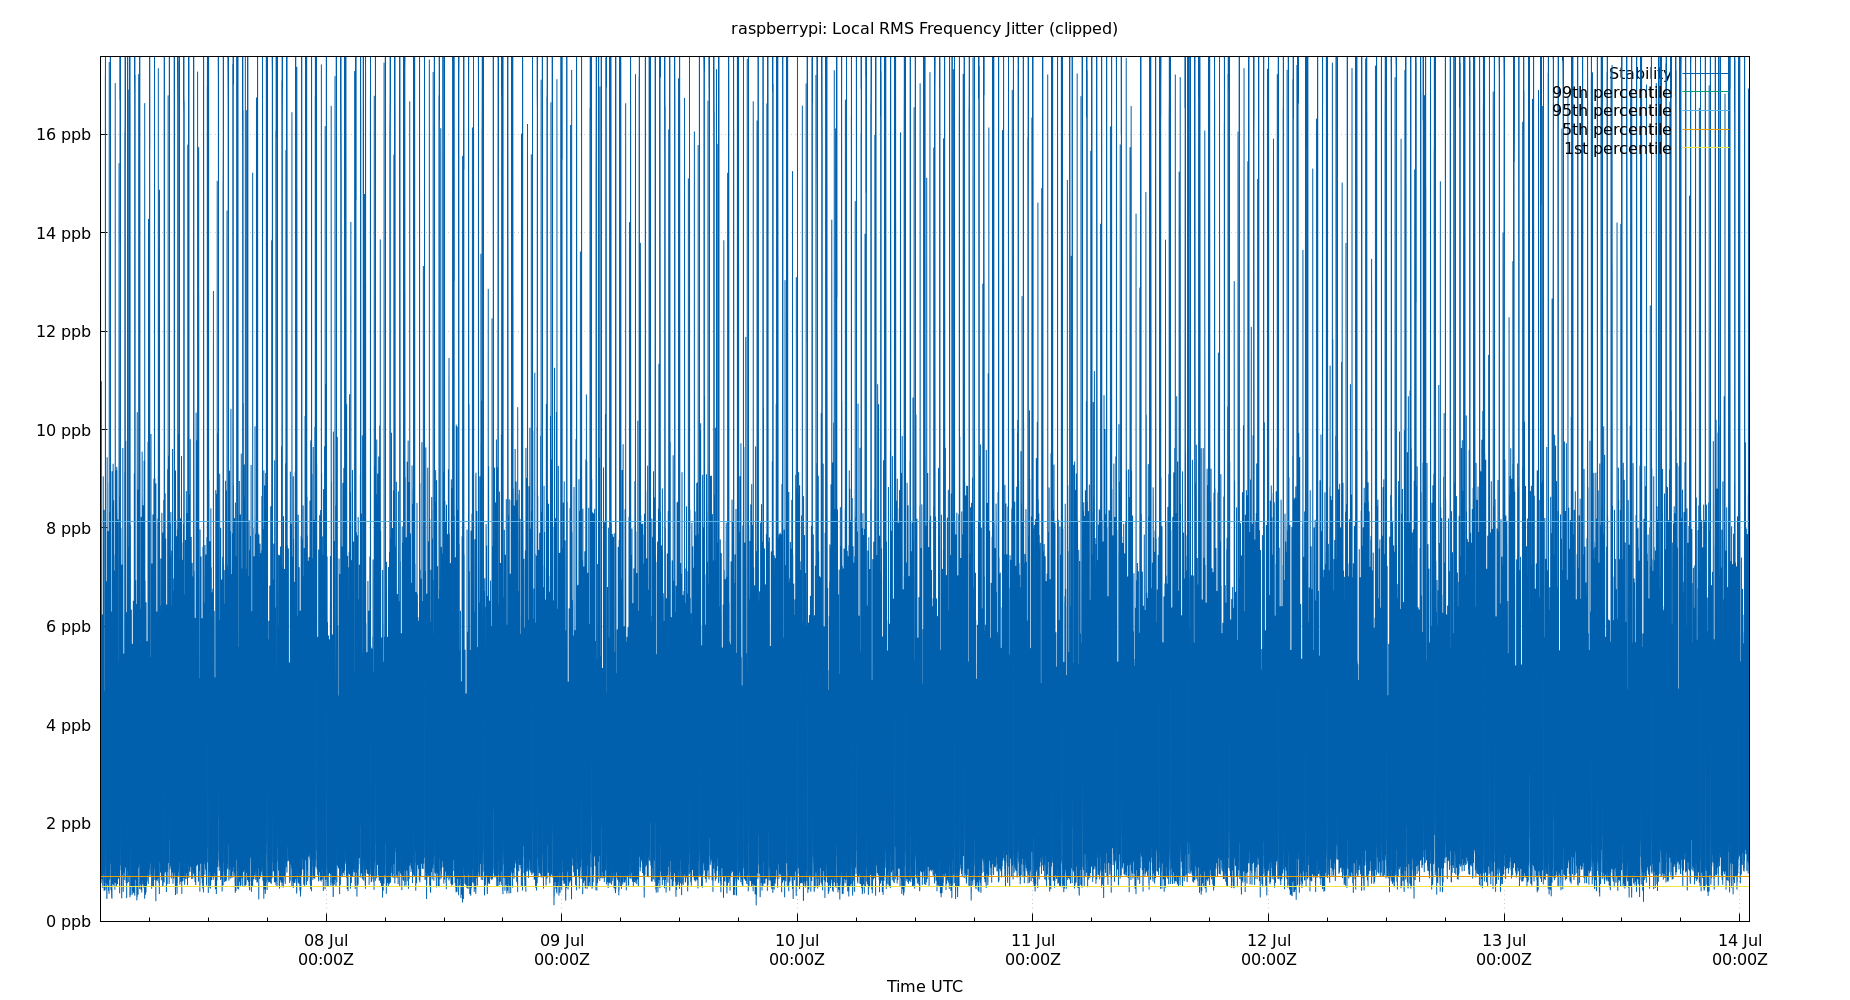 raspberrypi: Local RMS Frequency Jitter (clipped)
Stability
99th percentile
95th percentile
5th percentile
1st percentile
16 ppb
14 ppb
12 ppb
10 ppb
8 ppb
6 ppb
4 ppb
2 ppb
0 ppb
08 Jul 09 Jul 10 Jul 11 Jul 12 Jul 13 Jul 14 Jul
00:00Z 00:00Z 00:00Z 00:00Z 00:00Z 00:00Z 00:00Z
Time UTC